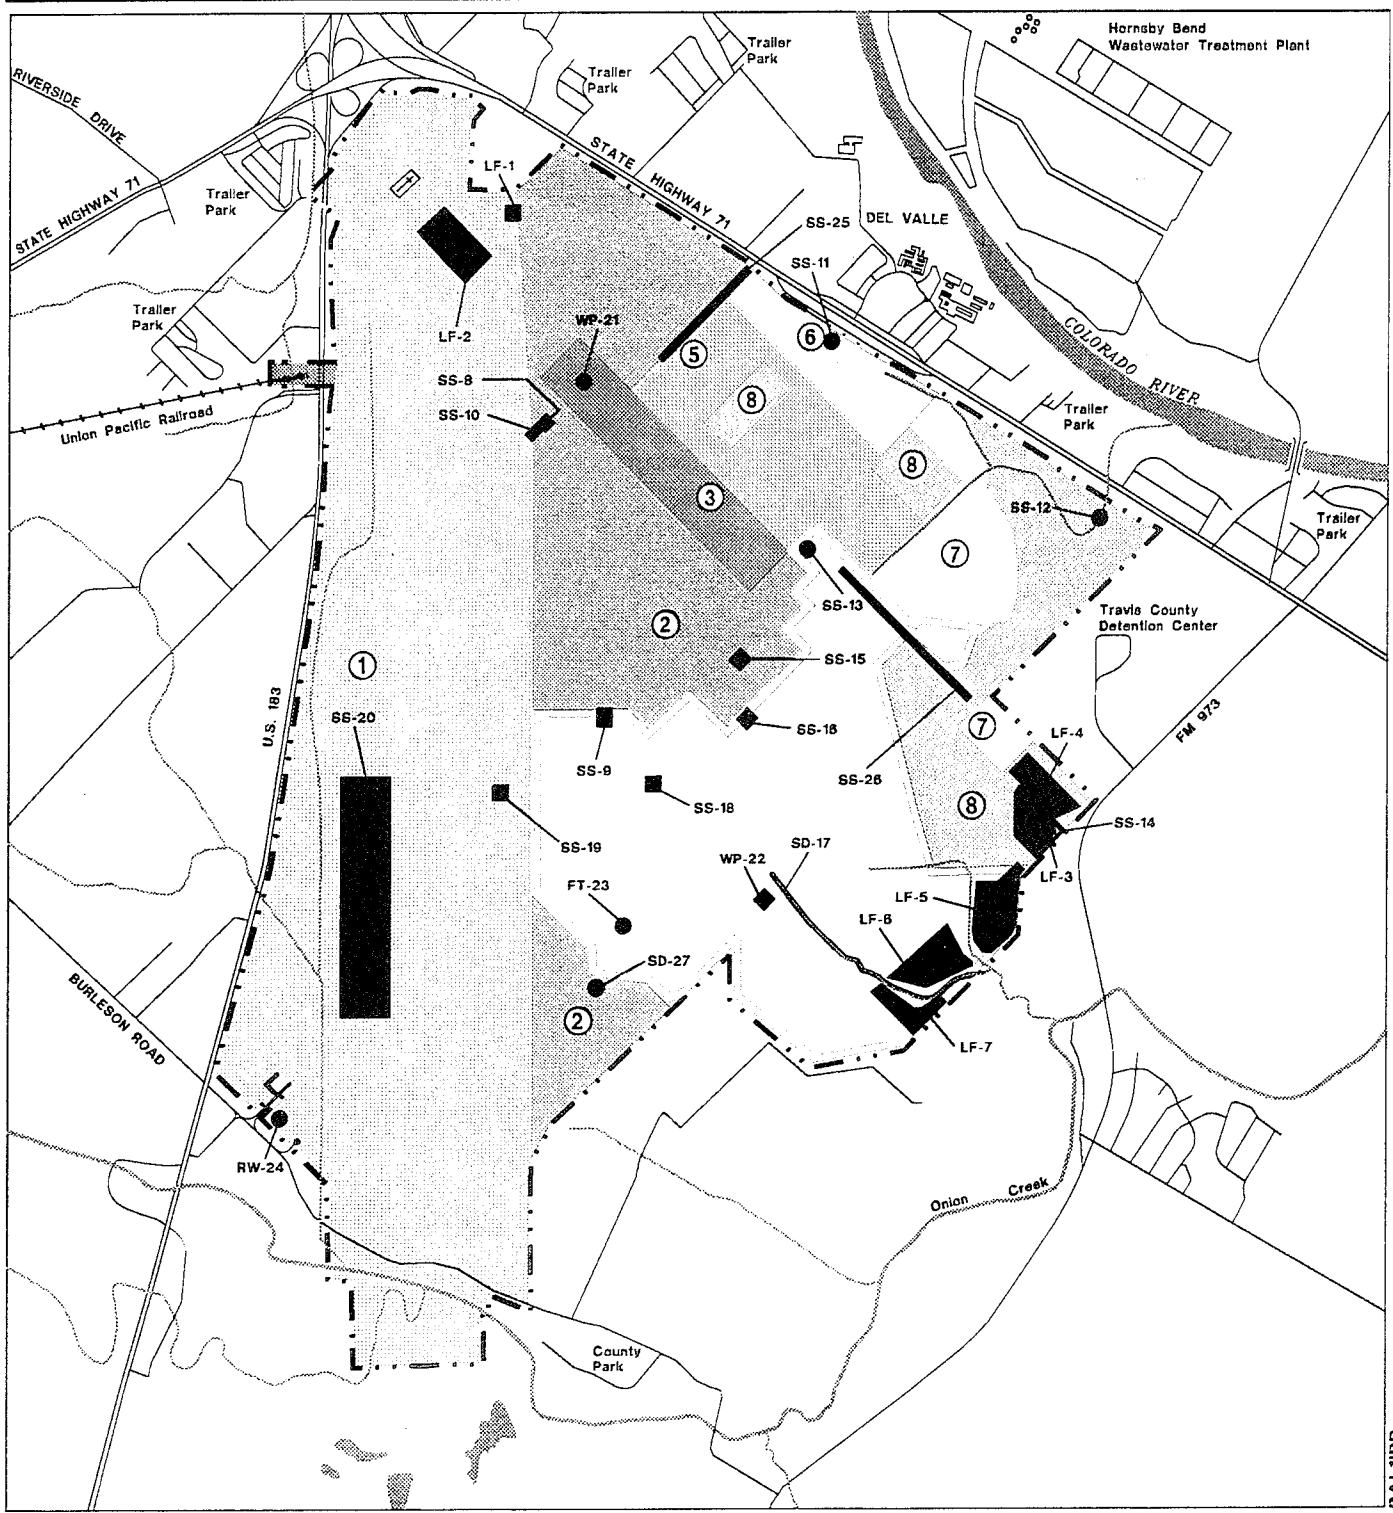 Hornsby Bend
Wastewater Treatment Plant
Trailer
Park
Trailer
Park
RIVERSIDE DRIVE
STATE HIGHWAY 71
STATE HIGHWAY 71
LF-1
Trailer
Park
SS-25
DEL VALLE
SS-11
Trailer
Park
LF-2
WP-21
6
5
COLORADO RIVER
SS-8
8
SS-10
Union Pacific Railroad
Trailer
Park
8
3
SS-12
Trailer
Park
7
SS-13
Travis County
Detention Center
2
1
SS-15
U.S. 183
SS-20
SS-16
7
FM 973
LF-4
SS-9
SS-26
SS-18
8
SS-14
SS-19
WP-22
SD-17
LF-3
FT-23
LF-5
LF-6
SD-27
BURLESON ROAD
2
LF-7
RW-24
Onion Creek
County
Park